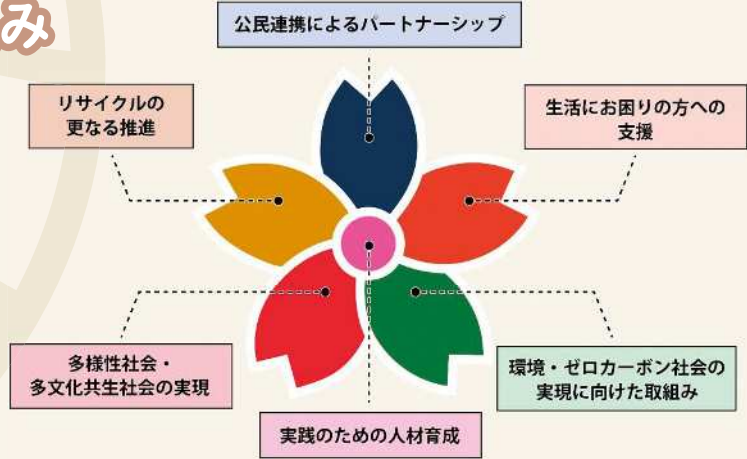 み
公民連携によるパートナーシップ
リサイクルの
更なる推進
生活にお困りの方への
支援
多様性社会・
多文化共生社会の実現
環境・ゼロカーボン社会の
実現に向けた取組み
実践のための人材育成